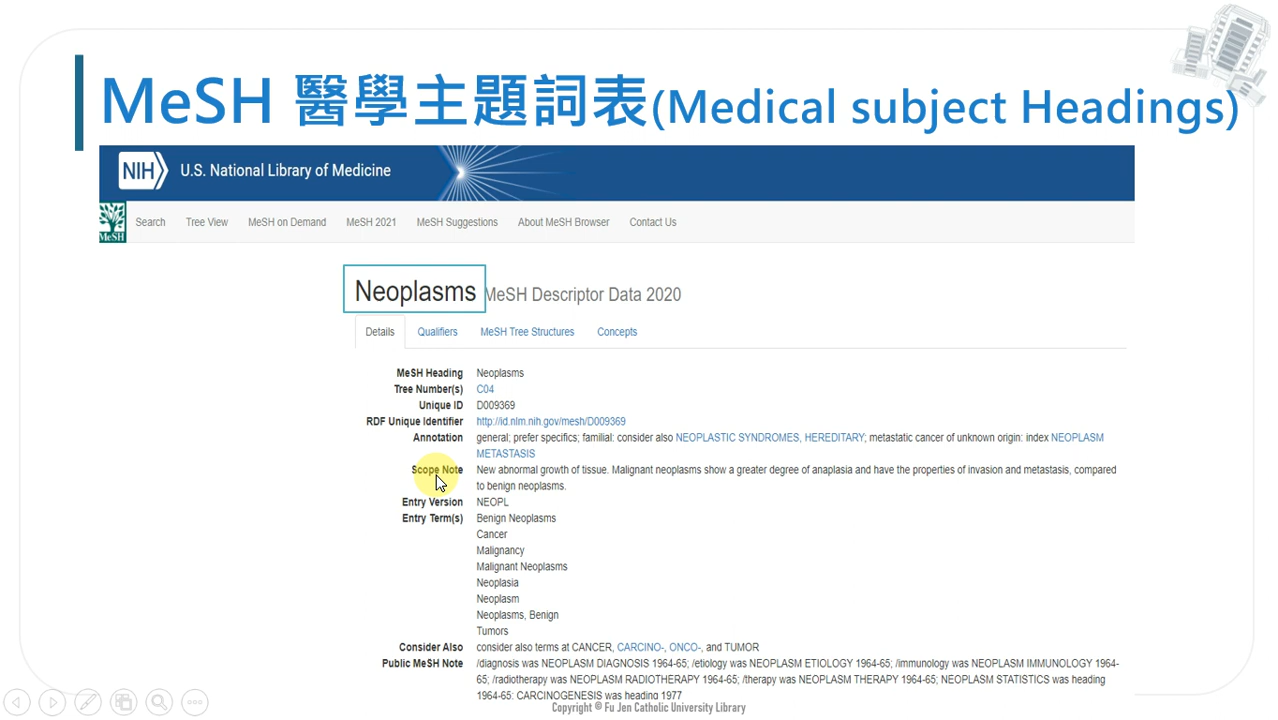 MeSH 醫學主題詞表(Medical subject Headings)
NIH U.S. National Library of Medicine
MeSH Search Tree View MeSH on Demand MeSH 2021 MeSH Suggestions About MeSH Browser Contact Us
Neoplasms MeSH Descriptor Data 2020
Details Qualifiers MeSH Tree Structures Concepts
MeSH Heading Neoplasms
Tree Number(s) C04
Unique ID D009369
RDF Unique Identifier http://id.nlm.nih.gov/mesh/D009369
Annotation general; prefer specifics; familial: consider also NEOPLASTIC SYNDROMES, HEREDITARY; metastatic cancer of unknown origin: index NEOPLASM
METASTASIS
Scope Note New abnormal growth of tissue. Malignant neoplasms show a greater degree of anaplasia and have the properties of invasion and metastasis, compared
to benign neoplasms.
Entry Version NEOPL
Entry Term(s) Benign Neoplasms
Cancer
Malignancy
Malignant Neoplasms
Neoplasia
Neoplasm
Neoplasms, Benign
Tumors
Consider Also consider also terms at CANCER, CARCINO-, ONCO-, and TUMOR
Public MeSH Note /diagnosis was NEOPLASM DIAGNOSIS 1964-65; /etiology was NEOPLASM ETIOLOGY 1964-65; /immunology was NEOPLASM IMMUNOLOGY 1964-
65; /radiotherapy was NEOPLASM RADIOTHERAPY 1964-65; /therapy was NEOPLASM THERAPY 1964-65; NEOPLASM STATISTICS was heading
1964-65; CARCINOGENESIS was heading 1977
Copyright © Fu Jen Catholic University Library